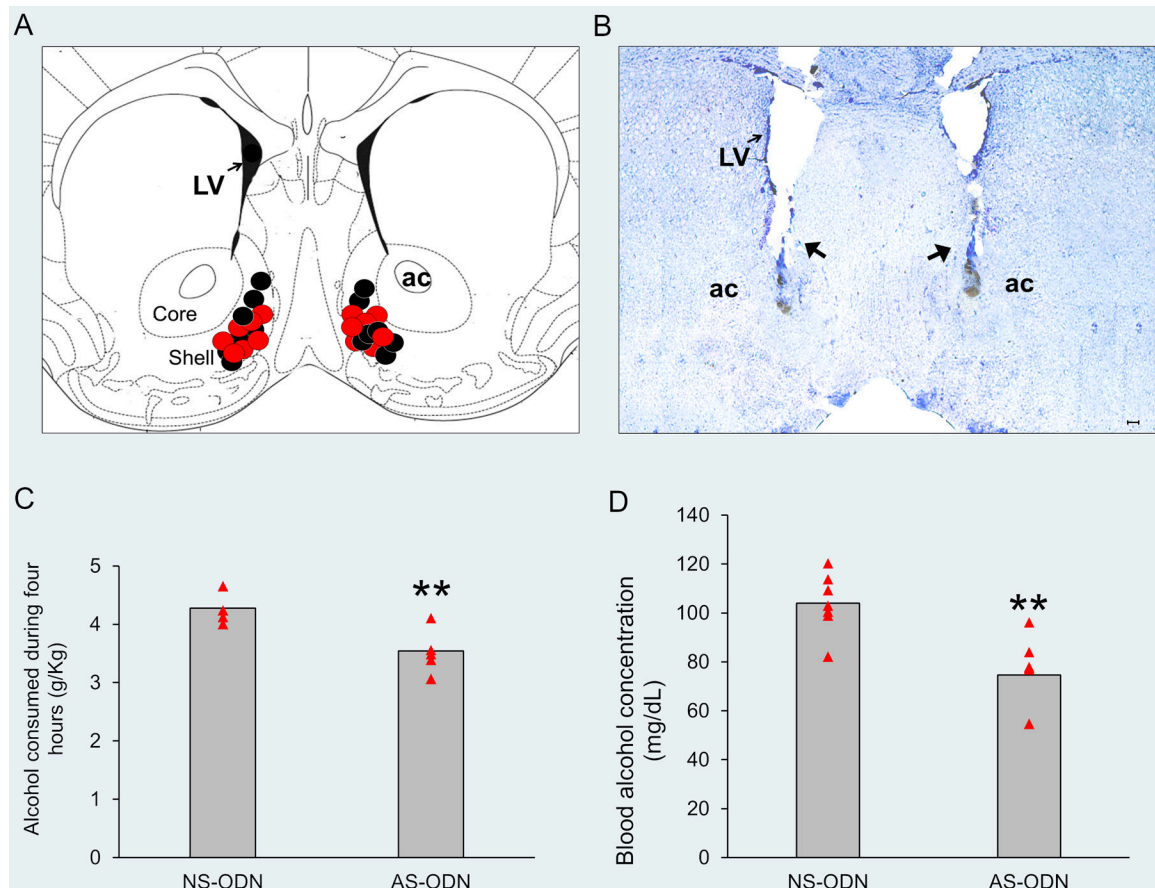 A
LV
ac
Core
Shell
B
LV
ac
ac
C
Alcohol consumed during four
hours (g/Kg)
5
4
3
2
1
0
**
NS-ODN
AS-ODN
D
Blood alcohol concentration
(mg/dL)
140
120
100
80
60
40
20
0
**
NS-ODN
AS-ODN